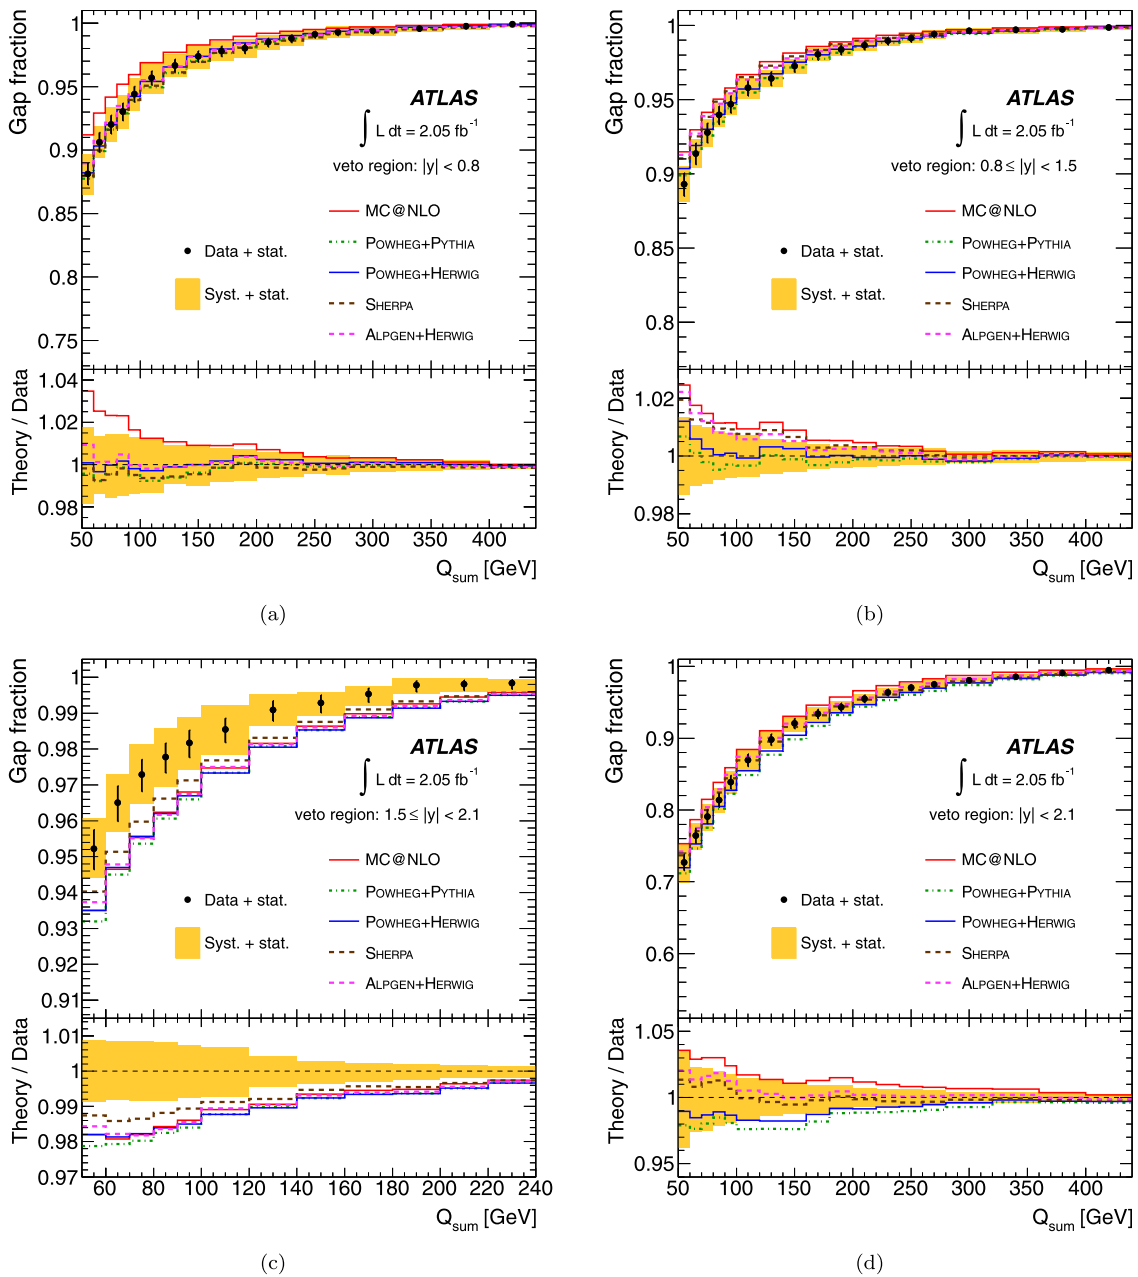 Gap fraction
1
0.95
0.9
0.85
0.8
0.75
ATLAS
∫ L dt = 2.05 fb⁻¹
veto region: |y| < 0.8
MC@NLO
POWHEG+PYTHIA
POWHEG+HERWIG
SHERPA
ALPGEN+HERWIG
Data + stat.
Syst. + stat.
Theory / Data
1.04
1.02
1
0.98
50 100 150 200 250 300 350 400
Q_sum [GeV]
(a)
Gap fraction
1
0.95
0.9
0.85
0.8
ATLAS
∫ L dt = 2.05 fb⁻¹
veto region: 0.8 ≤ |y| < 1.5
MC@NLO
POWHEG+PYTHIA
POWHEG+HERWIG
SHERPA
ALPGEN+HERWIG
Data + stat.
Syst. + stat.
Theory / Data
1.02
1
0.98
50 100 150 200 250 300 350 400
Q_sum [GeV]
(b)
Gap fraction
1
0.99
0.98
0.97
0.96
0.95
0.94
0.93
0.92
0.91
ATLAS
∫ L dt = 2.05 fb⁻¹
veto region: 1.5 ≤ |y| < 2.1
MC@NLO
POWHEG+PYTHIA
POWHEG+HERWIG
SHERPA
ALPGEN+HERWIG
Data + stat.
Syst. + stat.
Theory / Data
1.01
1
0.99
0.98
0.97
60 80 100 120 140 160 180 200 220 240
Q_sum [GeV]
(c)
Gap fraction
1
0.9
0.8
0.7
0.6
ATLAS
∫ L dt = 2.05 fb⁻¹
veto region: |y| < 2.1
MC@NLO
POWHEG+PYTHIA
POWHEG+HERWIG
SHERPA
ALPGEN+HERWIG
Data + stat.
Syst. + stat.
Theory / Data
1.05
1
0.95
50 100 150 200 250 300 350 400
Q_sum [GeV]
(d)